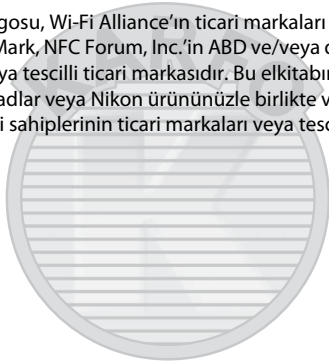 gosu, Wi-Fi Alliance’ın ticari markaları
Mark, NFC Forum, Inc.’in ABD ve/veya
ya tescilli ticari markasıdır. Bu elkitabın
adlar veya Nikon ürününüzle birlikte v
i sahiplerinin ticari markaları veya tesc